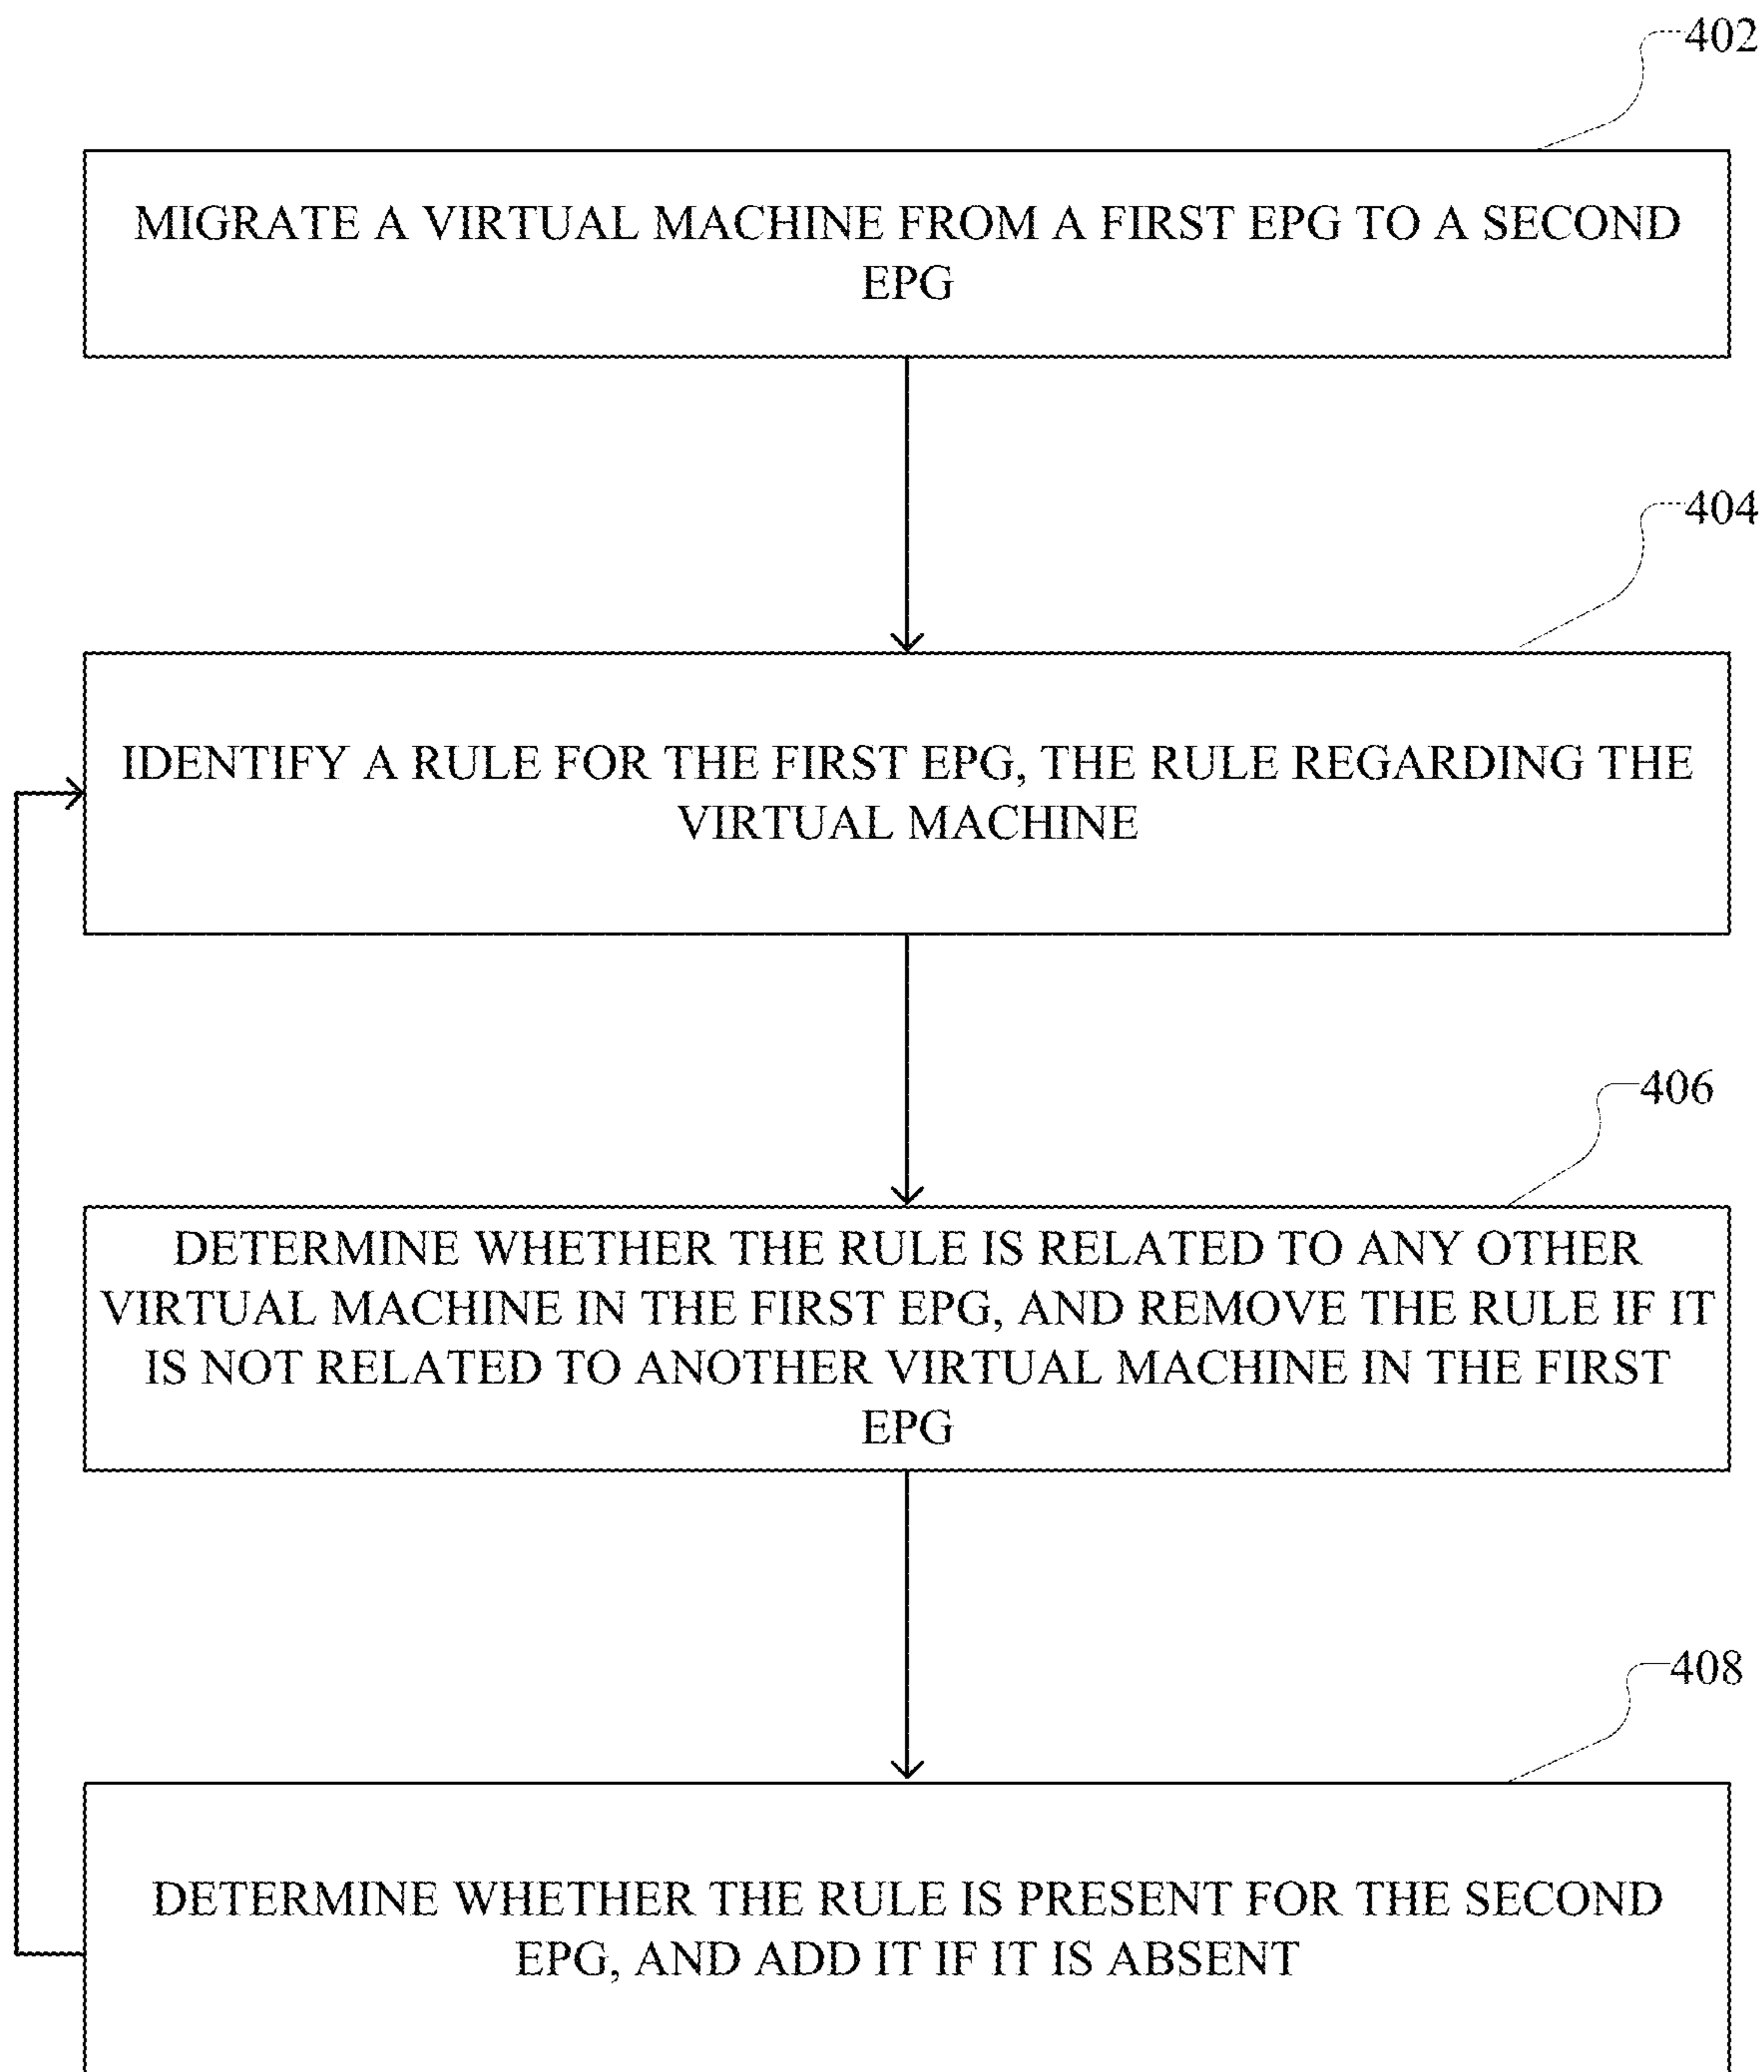 402
MIGRATE A VIRTUAL MACHINE FROM A FIRST EPG TO A SECOND
EPG
404
IDENTIFY A RULE FOR THE FIRST EPG, THE RULE REGARDING THE
VIRTUAL MACHINE
406
DETERMINE WHETHER THE RULE IS RELATED TO ANY OTHER
VIRTUAL MACHINE IN THE FIRST EPG, AND REMOVE THE RULE IF IT
IS NOT RELATED TO ANOTHER VIRTUAL MACHINE IN THE FIRST
EPG
408
DETERMINE WHETHER THE RULE IS PRESENT FOR THE SECOND
EPG, AND ADD IT IF IT IS ABSENT